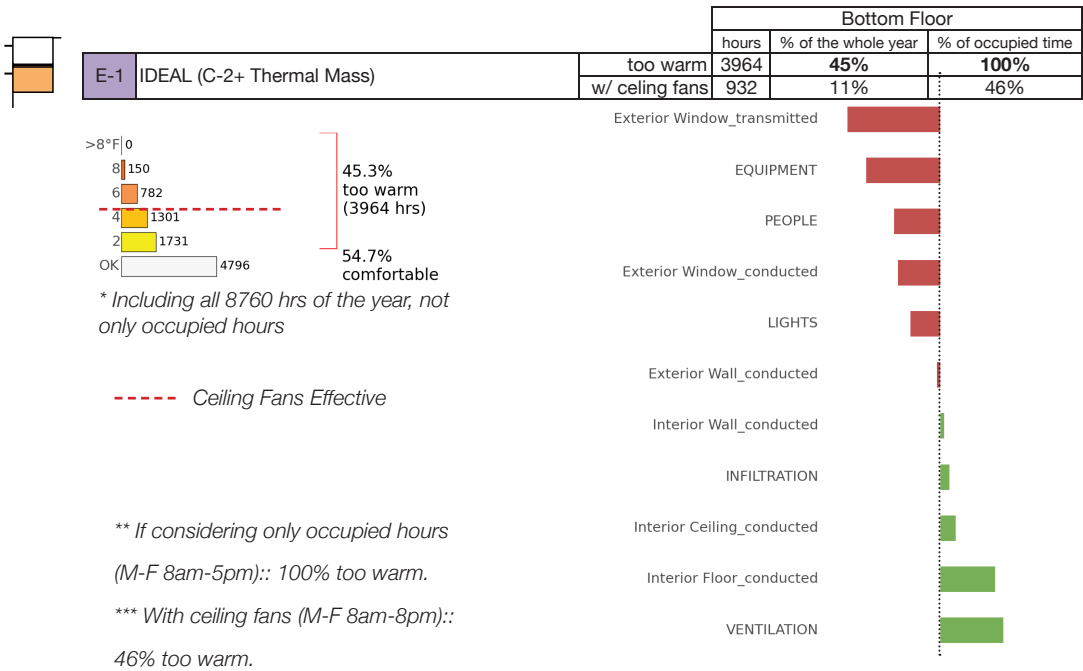 Bottom Floor
hours % of the whole year % of occupied time
E-1 IDEAL (C-2+ Thermal Mass) too warm 3964 45% 100%
w/ celing fans 932 11% 46%
>8°F 0
8 150
6 782
4 1301
2 1731
OK 4796
45.3%
too warm
(3964 hrs)
54.7%
comfortable
* Including all 8760 hrs of the year, not
only occupied hours
Ceiling Fans Effective
** If considering only occupied hours
(M-F 8am-5pm):: 100% too warm.
*** With ceiling fans (M-F 8am-8pm)::
46% too warm.
Exterior Window_transmitted
EQUIPMENT
PEOPLE
Exterior Window_conducted
LIGHTS
Exterior Wall_conducted
Interior Wall_conducted
INFILTRATION
Interior Ceiling_conducted
Interior Floor_conducted
VENTILATION